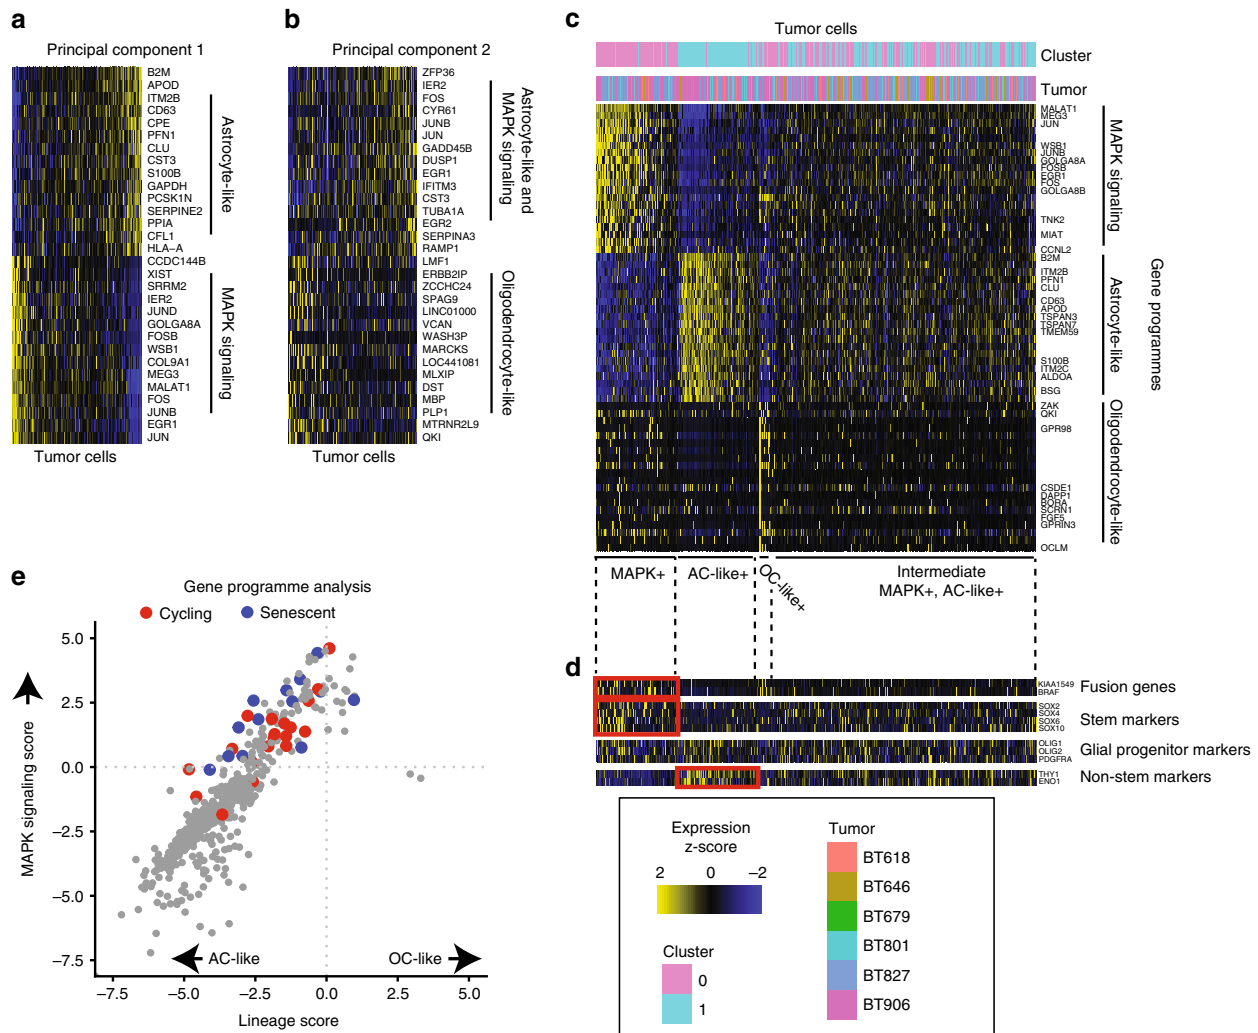 a
Principal component 1
B2M
APOD
ITM2B
CD63
CPE
PFN1
CLU
CST3
S100B
GAPDH
PCSK1N
SERPINE2
PPIA
CFL1
HLA-A
CCDC144B
XIST
SRRM2
IER2
JUND
GOLGA8A
FOSB
WSB1
COL9A1
MEG3
MALAT1
FOS
JUNB
EGR1
JUN
Astrocyte-like
MAPK signaling
Tumor cells
b
Principal component 2
ZFP36
IER2
FOS
CYR61
JUNB
JUN
GADD45B
DUSP1
EGR1
IFITM3
CST3
TUBA1A
EGR2
SERPINA3
RAMP1
LMF1
ERBB2IP
ZCCHC24
SPAG9
LINC01000
VCAN
WASH3P
MARCKS
LOC441081
MLXIP
DST
MBP
PLP1
MTRNR2L9
QKI
Astrocyte-like and
MAPK signaling
Oligodendrocyte-like
Tumor cells
c
Tumor cells
Cluster
Tumor
MALAT1
MEG3
JUN
WSB1
JUNB
GOLGA8A
FOSB
EGR1
FOS
GOLGA8B
TNK2
MIAT
CCNL2
B2M
ITM2B
PFN1
CLU
CD63
APOD
TSPAN3
TSPAN7
TMEM59
S100B
ITM2C
ALDOA
BSG
ZAK
QKI
GPR98
CSDE1
DAPP1
BORA
SCRN1
FGF5
GPRIN3
OCLM
MAPK signaling
Astrocyte-like
Oligodendrocyte-like
Gene programmes
MAPK+
AC-like+
OC-like+
Intermediate
MAPK+, AC-like+
d
KIAA1549
BRAF
Fusion genes
SOX2
SOX4
SOX6
SOX10
Stem markers
OLIG1
OLIG2
PDGFRA
Glial progenitor markers
THY1
ENO1
Non-stem markers
Expression
z-score
2 0 −2
Cluster
0
1
Tumor
BT618
BT646
BT679
BT801
BT827
BT906
e
Gene programme analysis
Cycling
Senescent
MAPK signaling score
5.0
2.5
0.0
−2.5
−5.0
−7.5
AC-like
OC-like
−7.5 −5.0 −2.5 0.0 2.5 5.0
Lineage score